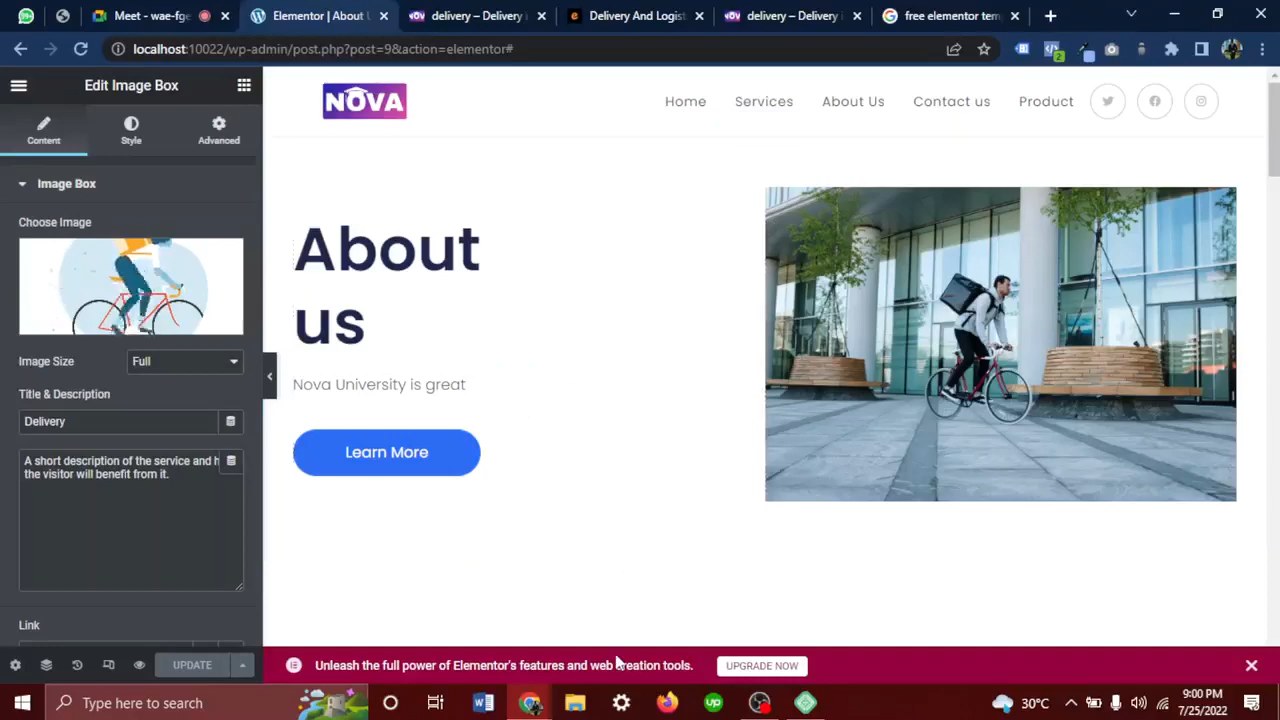 Meet - wae-fg
Elementor | About U
delivery – Delivery i
Delivery And Logist
delivery – Delivery i
free elementor tem
localhost:10022/wp-admin/post.php?post=9&action=elementor#
2
Edit Image Box
Content
Style
Advanced
Image Box
Choose Image
Image Size
Full
Title & Description
Delivery
A short description of the service and h
the visitor will benefit from it.
Link
UPDATE
NOVA
Home
Services
About Us
Contact us
Product
About
us
Nova University is great
Learn More
Unleash the full power of Elementor's features and web creation tools.
UPGRADE NOW
Type here to search
30°C
9:00 PM
7/25/2022